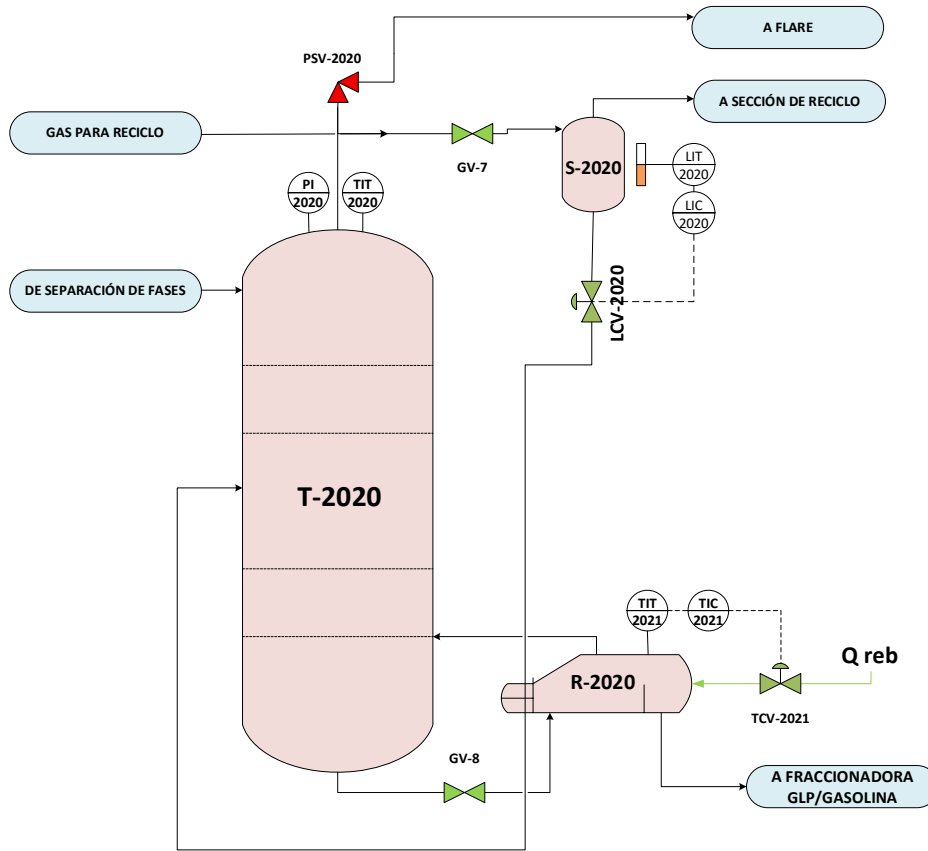 A FLARE
PSV-2020
A SECCIÓN DE RECICLO
GAS PARA RECICLO
GV-7
S-2020
LIT
2020
PI
2020
TIT
2020
LIC
2020
DE SEPARACIÓN DE FASES
LCV-2020
T-2020
TIT
2021
TIC
2021
Q reb
R-2020
TCV-2021
GV-8
A FRACCIONADORA
GLP/GASOLINA